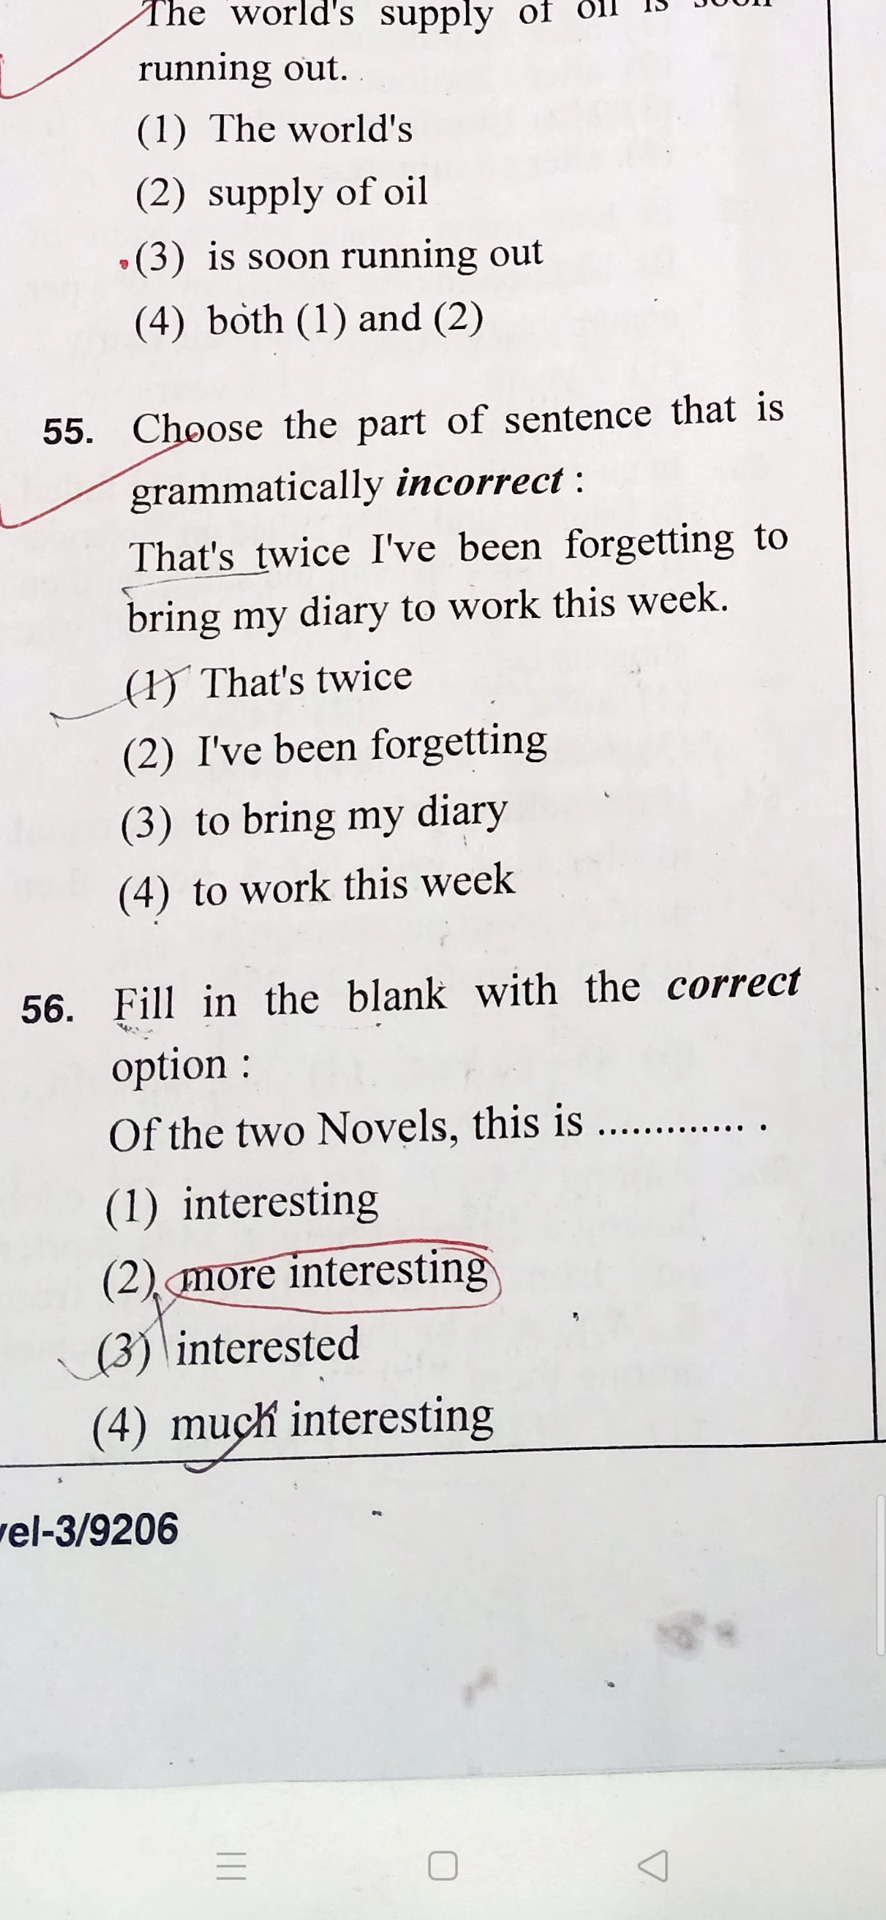 The world's supply of oil is soon
running out.
(1) The world's
(2) supply of oil
(3) is soon running out
(4) both (1) and (2)
55. Choose the part of sentence that is
grammatically incorrect :
That's twice I've been forgetting to
bring my diary to work this week.
(1) That's twice
(2) I've been forgetting
(3) to bring my diary
(4) to work this week
56. Fill in the blank with the correct
option :
Of the two Novels, this is ............. .
(1) interesting
(2) more interesting
(3) interested
(4) much interesting
vel-3/9206